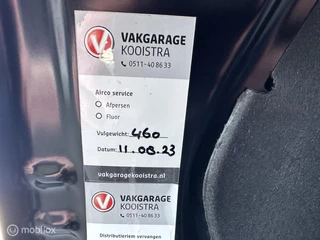 VAKGARAGE
KOOISTRA
0511-40 86 33
Airco service
Afpersen
Fluor
Vulgewicht: 460
Datum: 11.08.23
vakgaragekooistra.nl
VAKGARAGE
KOOISTRA
0511-40 86 33
Distributieriem vervangen
mobilox